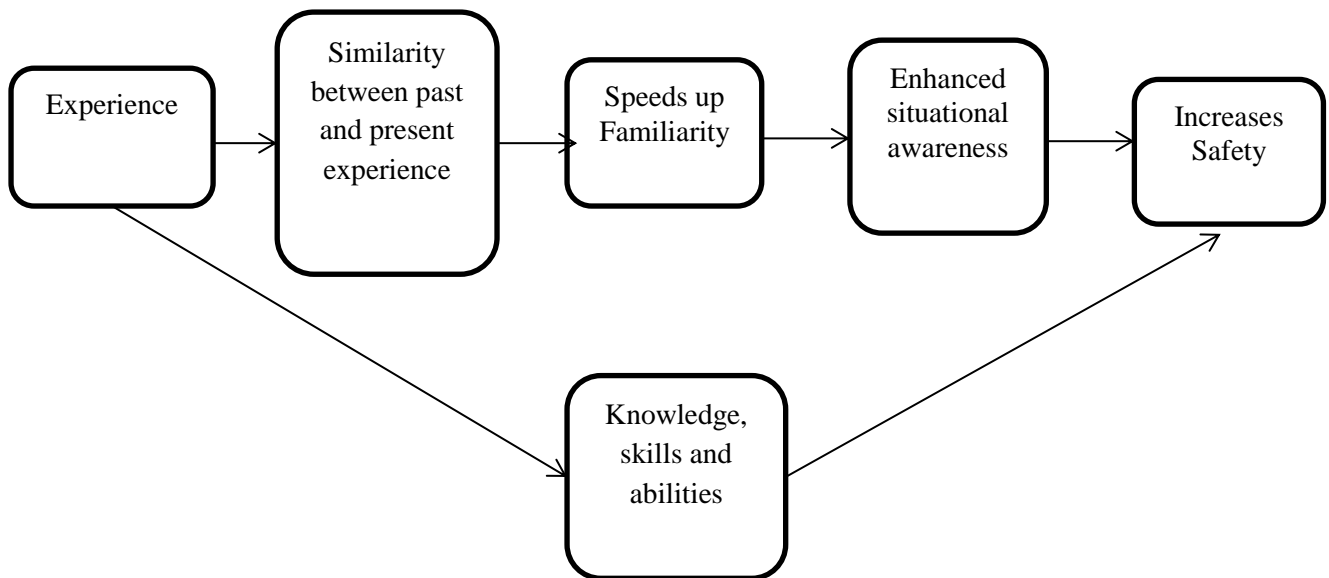 Experience
Similarity
between past
and present
experience
Speeds up
Familiarity
Enhanced
situational
awareness
Increases
Safety
Knowledge,
skills and
abilities